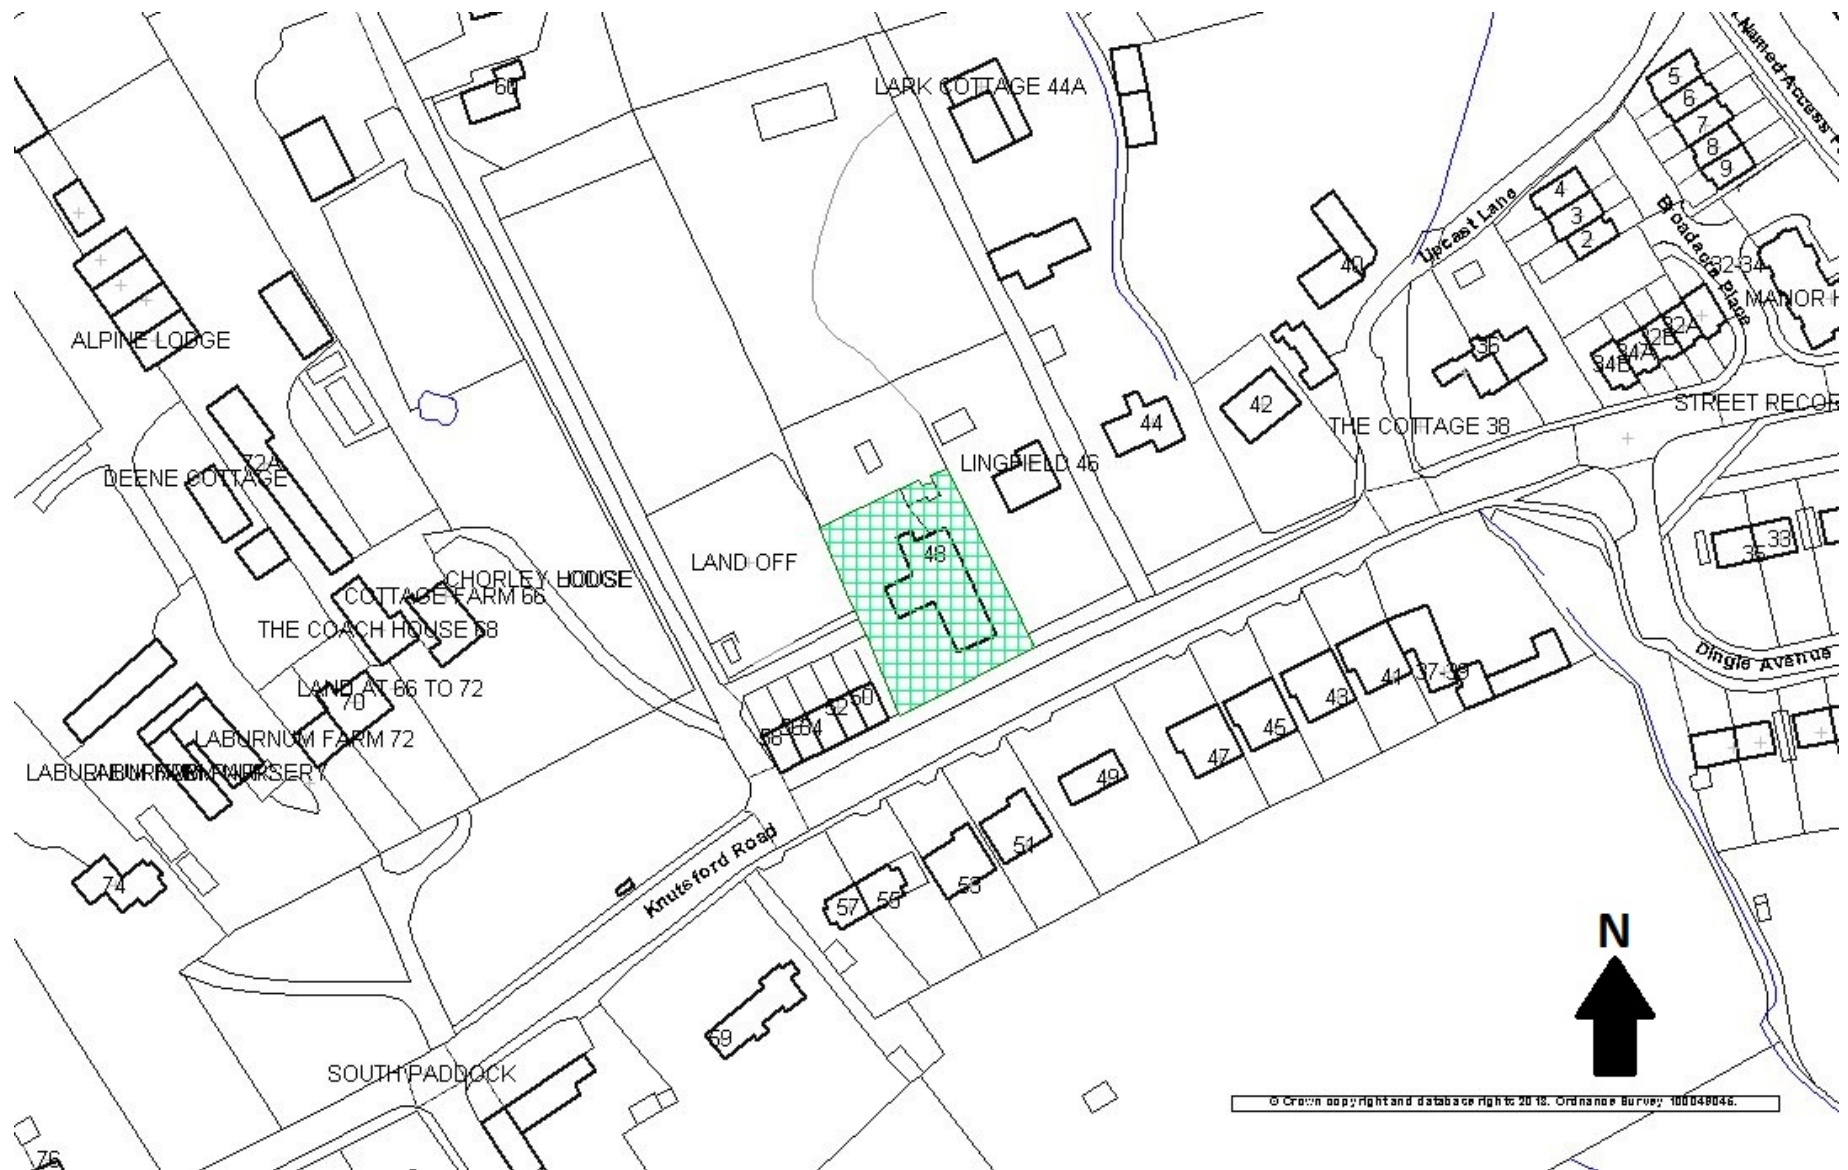 5
6
7
8
9
66
LARK COTTAGE 44A
4
3
2
Upcast Lane
Broadacre Place
40
32-34
MANOR H
ALPINE LODGE
36
32A
32B
34A
34B
44
42
STREET RECOR
THE COTTAGE 38
72A
DEENE COTTAGE
LINGFIELD 46
48
LAND OFF
33
35
CHORLEY
COTTAGE FARM 66
THE COACH HOUSE 68
Dingle Avenue
LAND AT 66 TO 72
70
50
52
54
58
37-39
41
43
45
47
49
LABURNUM FARM 72
51
53
55
57
Knutsford Road
74
N
59
SOUTH PADDOCK
© Crown copyright and database rights 2018. Ordnance Survey 100049046.
76